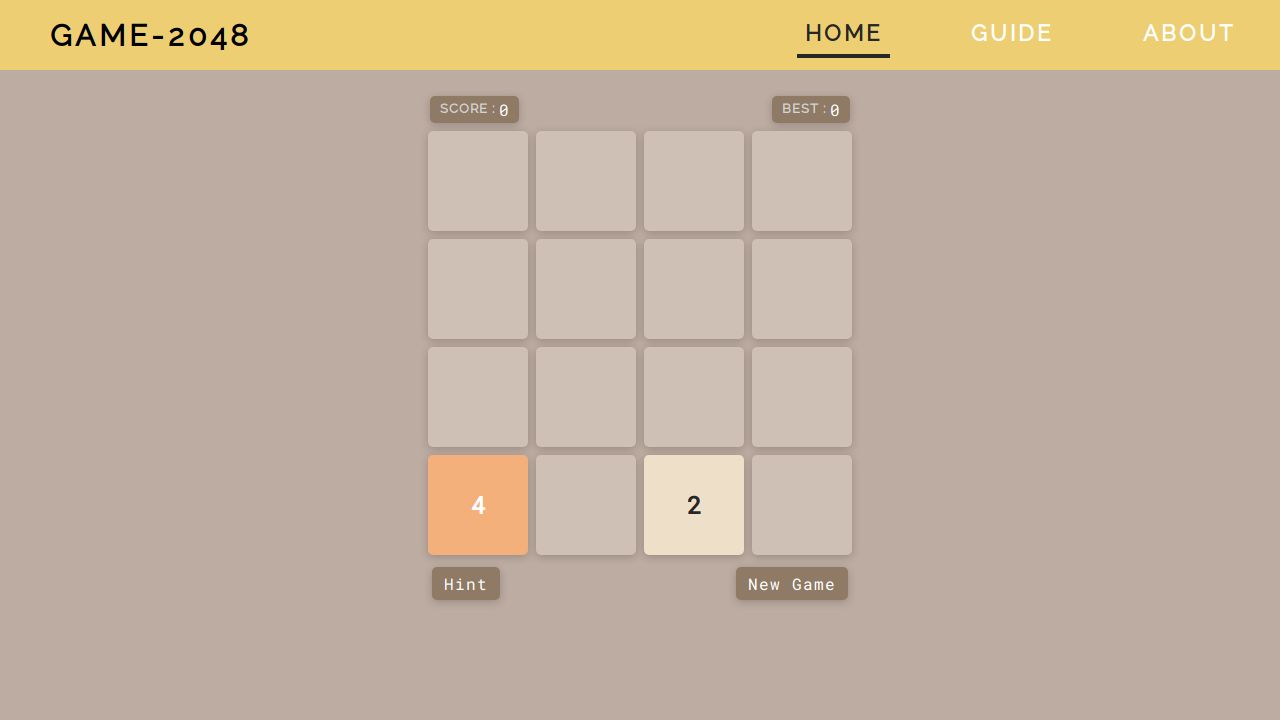 GAME-2048
HOME
GUIDE
ABOUT
SCORE : 0
BEST : 0
4
2
Hint
New Game